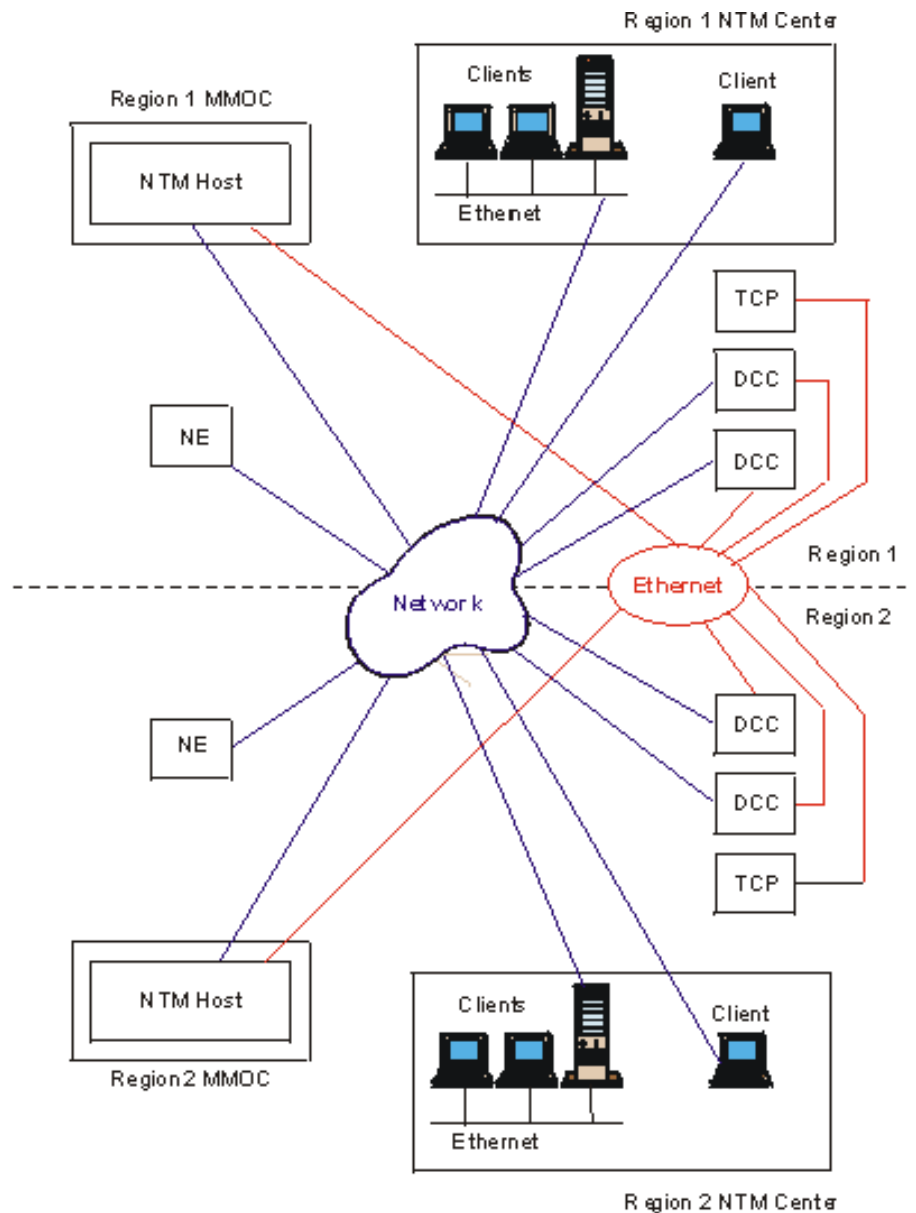 Region 1 NTM Center
Clients
Client
Region 1 MMOC
NTM Host
Ethernet
TCP
DCC
NE
DCC
Region 1
Ethernet
Network
Region 2
DCC
NE
DCC
TCP
NTM Host
Clients
Client
Region 2 MMOC
Ethernet
Region 2 NTM Center